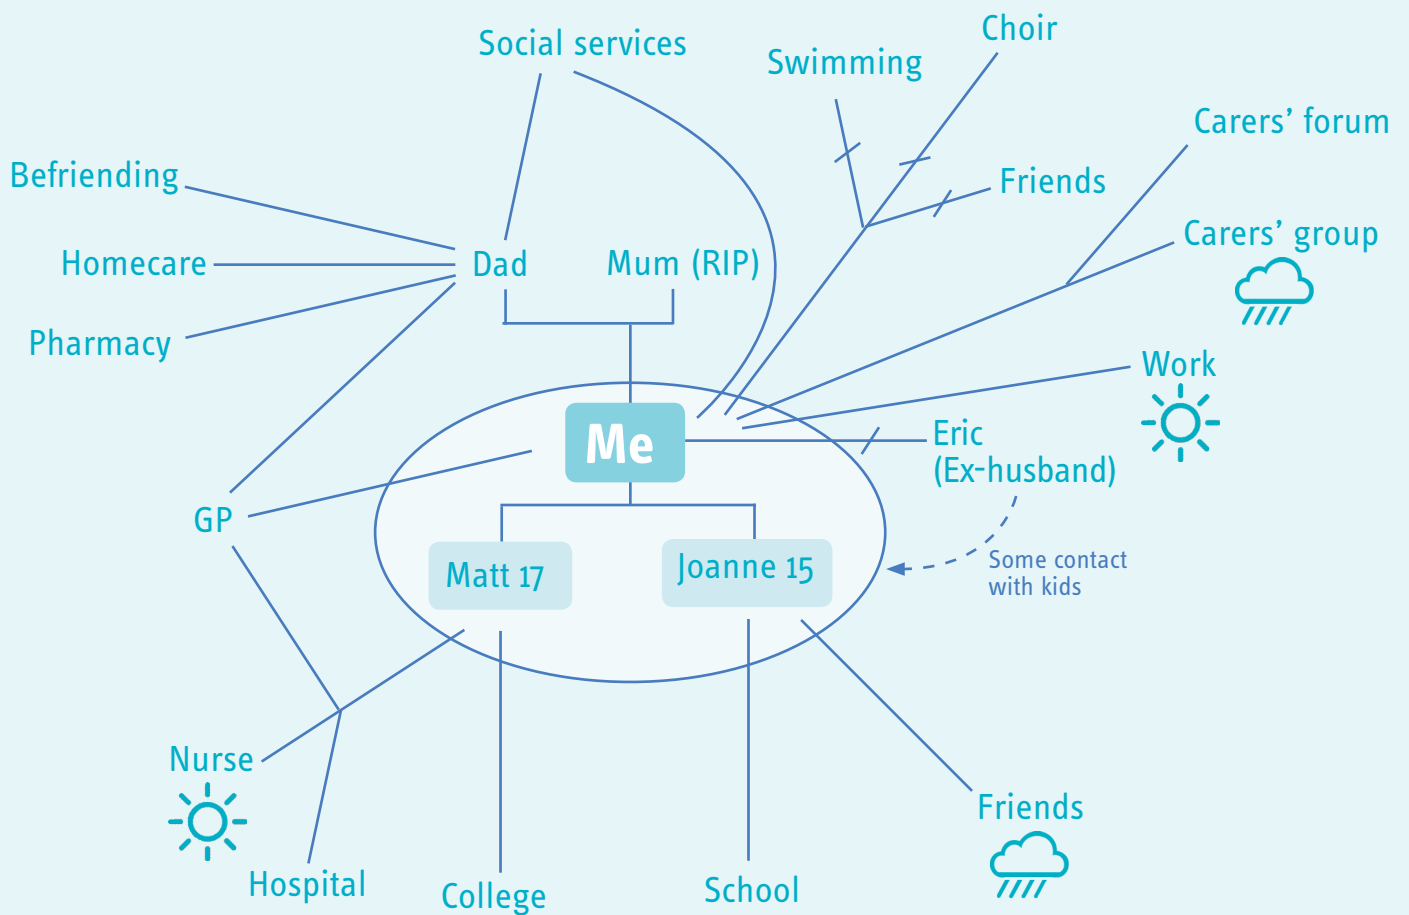 Choir
Social services
Swimming
Carers’ forum
Befriending
Friends
Carers’ group
Homecare
Dad
Mum (RIP)
Pharmacy
Work
Me
Eric
(Ex-husband)
GP
Matt 17
Joanne 15
Some contact
with kids
Nurse
Friends
Hospital
College
School